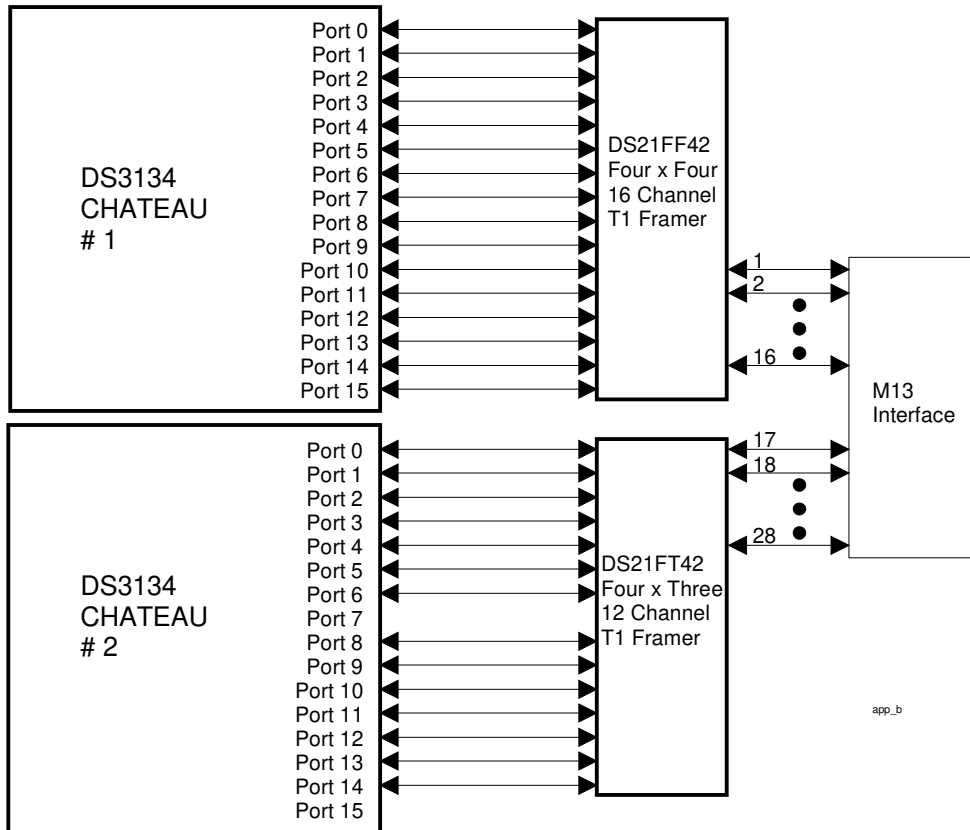 Port 0
Port 1
Port 2
Port 3
Port 4
Port 5
Port 6
Port 7
Port 8
Port 9
Port 10
Port 11
Port 12
Port 13
Port 14
Port 15
DS3134
CHATEAU
# 1
DS21FF42
Four x Four
16 Channel
T1 Framer
1
2
16
M13
Interface
Port 0
Port 1
Port 2
Port 3
Port 4
Port 5
Port 6
Port 7
Port 8
Port 9
Port 10
Port 11
Port 12
Port 13
Port 14
Port 15
DS3134
CHATEAU
# 2
DS21FT42
Four x Three
12 Channel
T1 Framer
17
18
28
app_b